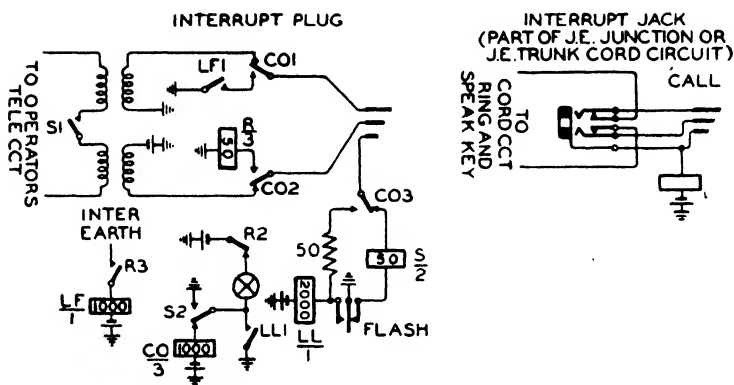 INTERRUPT PLUG
INTERRUPT JACK
(PART OF J.E. JUNCTION OR
J.E. TRUNK CORD CIRCUIT)
CALL
TO OPERATORS
TELE CCT
S1
LF1
CO1
R
3
50
CO2
CO3
TO
CORD CCT
RING AND
SPEAK KEY
INTER
EARTH
R3
LF
1
1000
R2
S2
CO
3
1000
LL1
50
2000
LL
1
50
S
2
FLASH